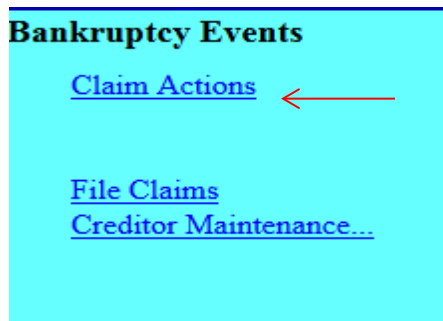 Bankruptcy Events
Claim Actions
File Claims
Creditor Maintenance...